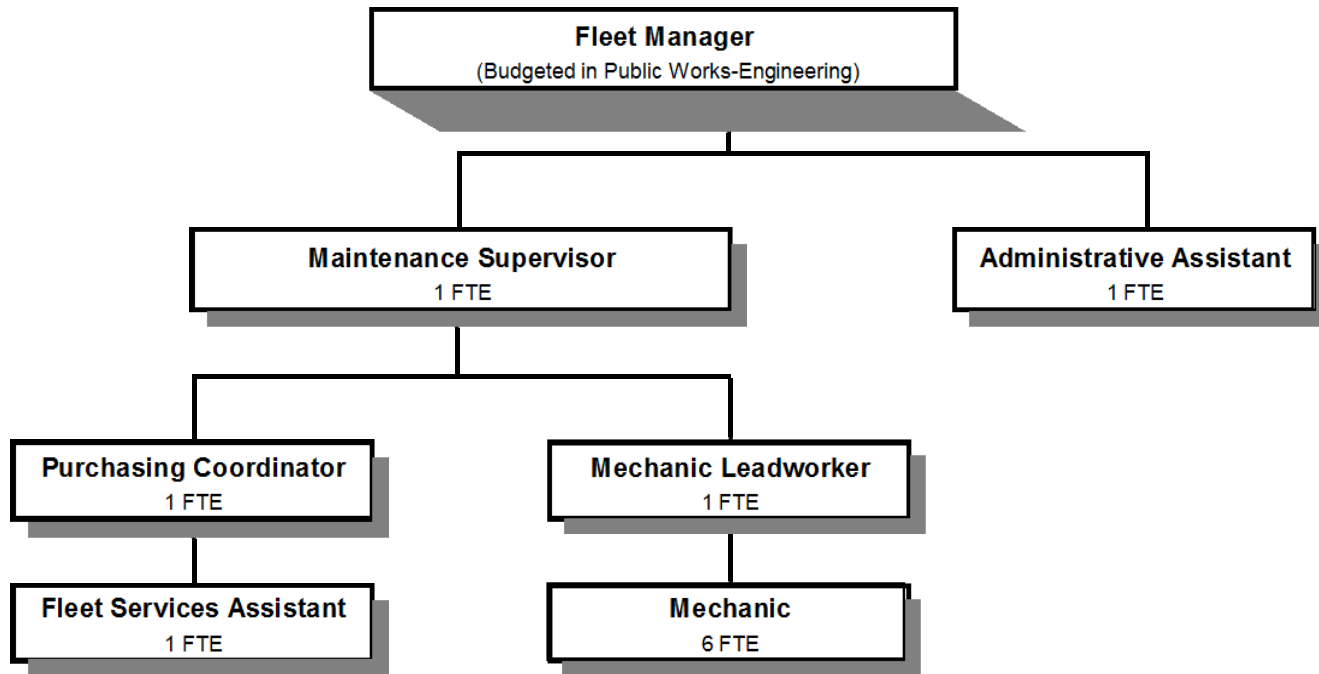 Fleet Manager
(Budgeted in Public Works-Engineering)
Maintenance Supervisor
1 FTE
Administrative Assistant
1 FTE
Purchasing Coordinator
1 FTE
Mechanic Leadworker
1 FTE
Fleet Services Assistant
1 FTE
Mechanic
6 FTE